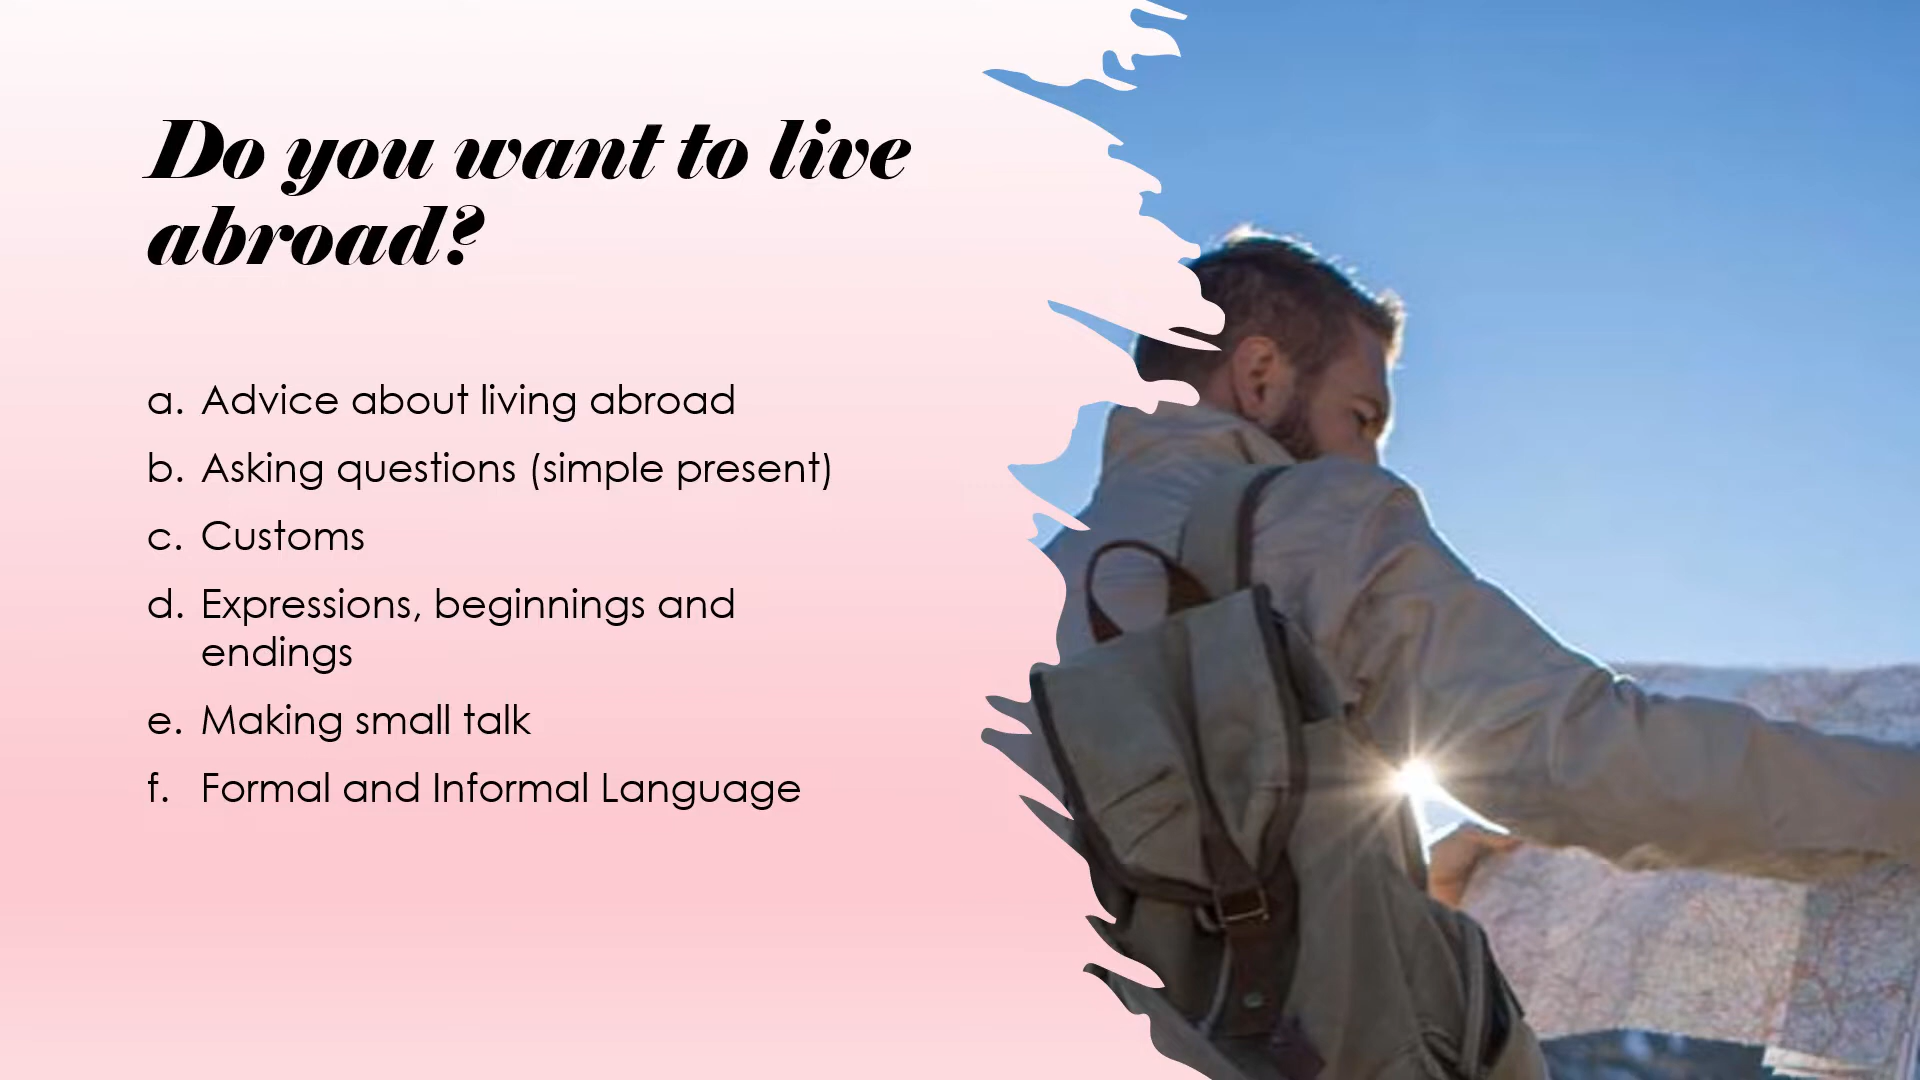 Do you want to live
abroad?
a. Advice about living abroad
b. Asking questions (simple present)
c. Customs
d. Expressions, beginnings and
endings
e. Making small talk
f. Formal and Informal Language